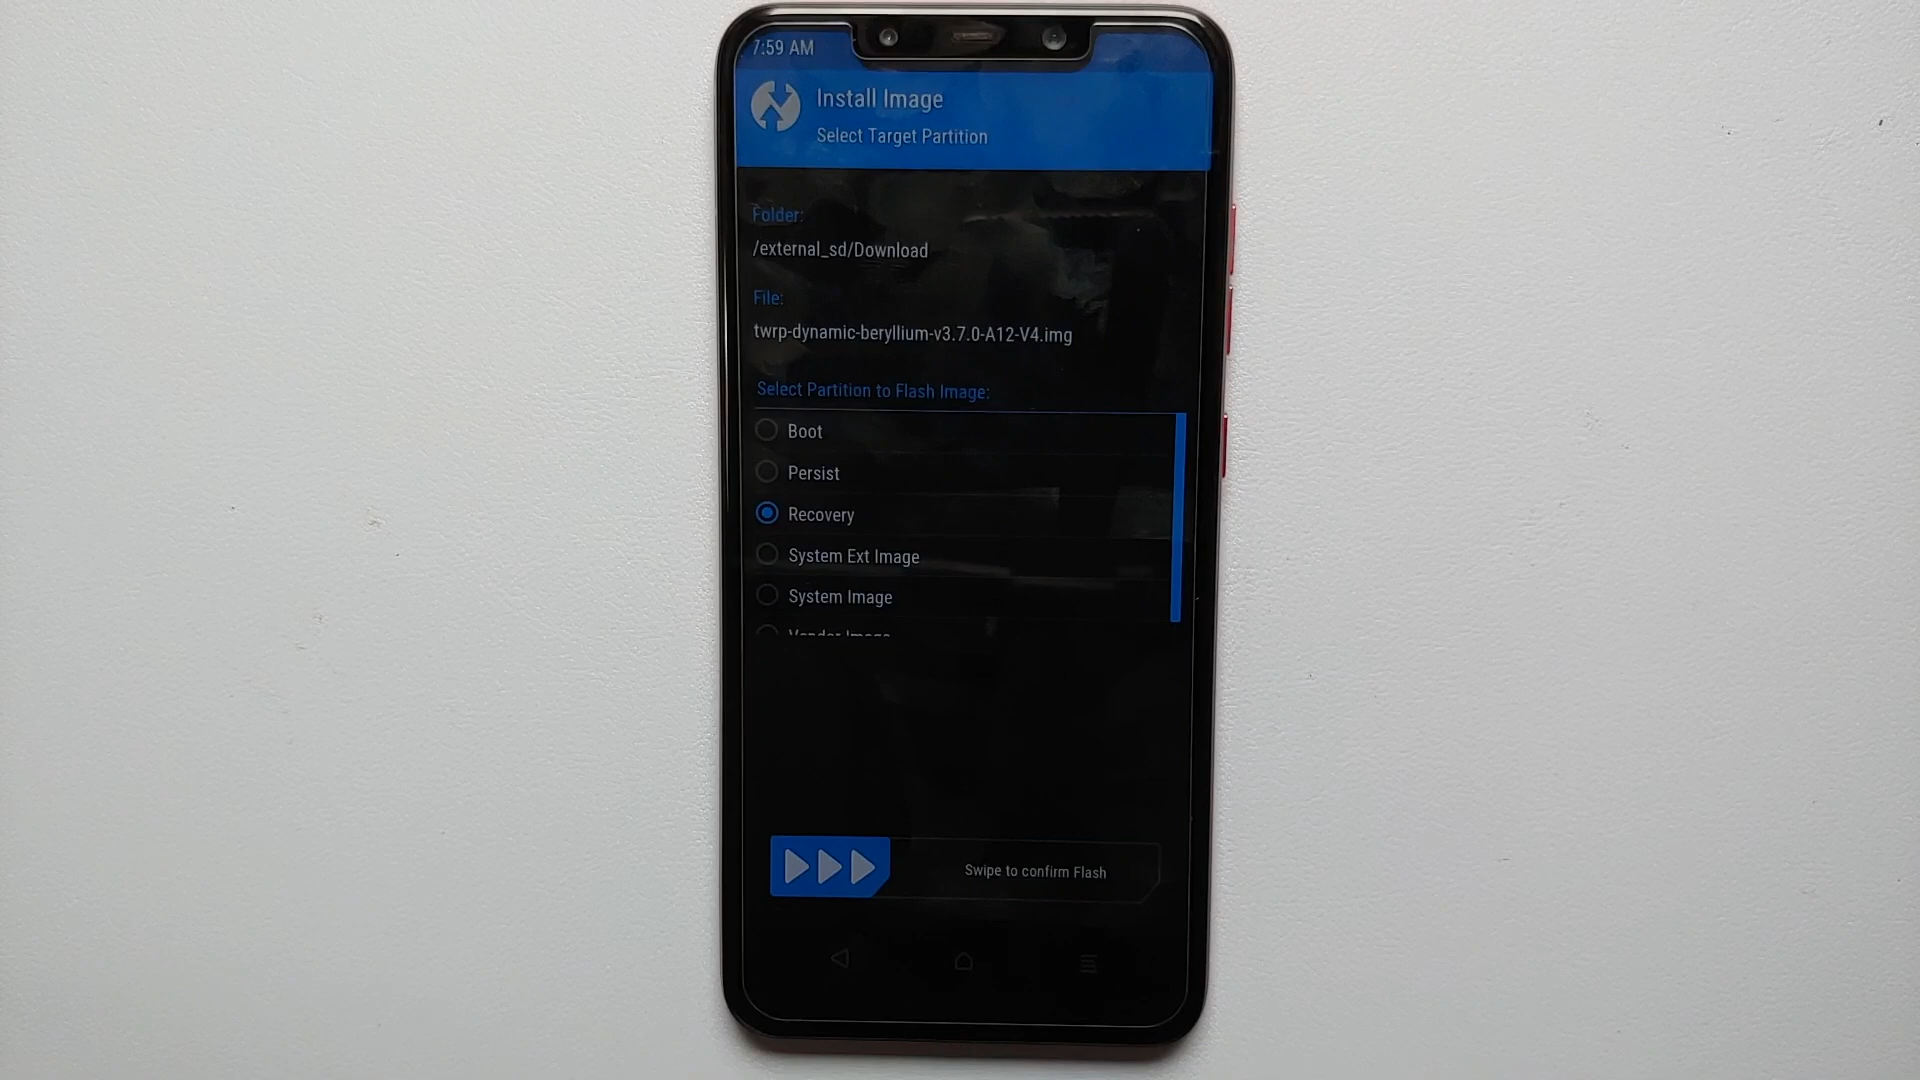 7:59 AM
Install Image
Select Target Partition
Folder:
/external_sd/Download
File:
twrp-dynamic-beryllium-v3.7.0-A12-V4.img
Select Partition to Flash Image:
Boot
Persist
Recovery
System Ext Image
System Image
Vendor Image
Swipe to confirm Flash